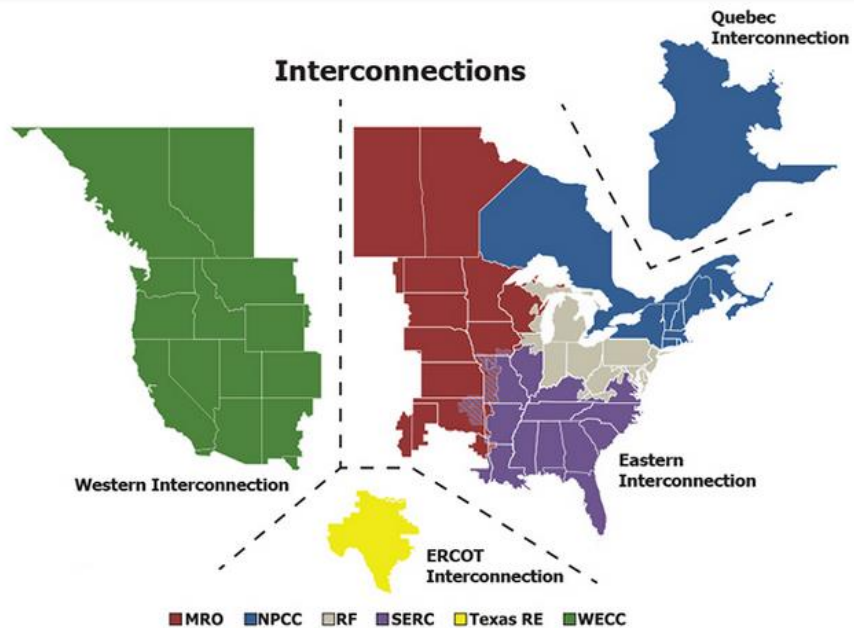 Quebec
Interconnection
Interconnections
Western Interconnection
Eastern
Interconnection
ERCOT
Interconnection
MRO NPCC RF SERC Texas RE WECC